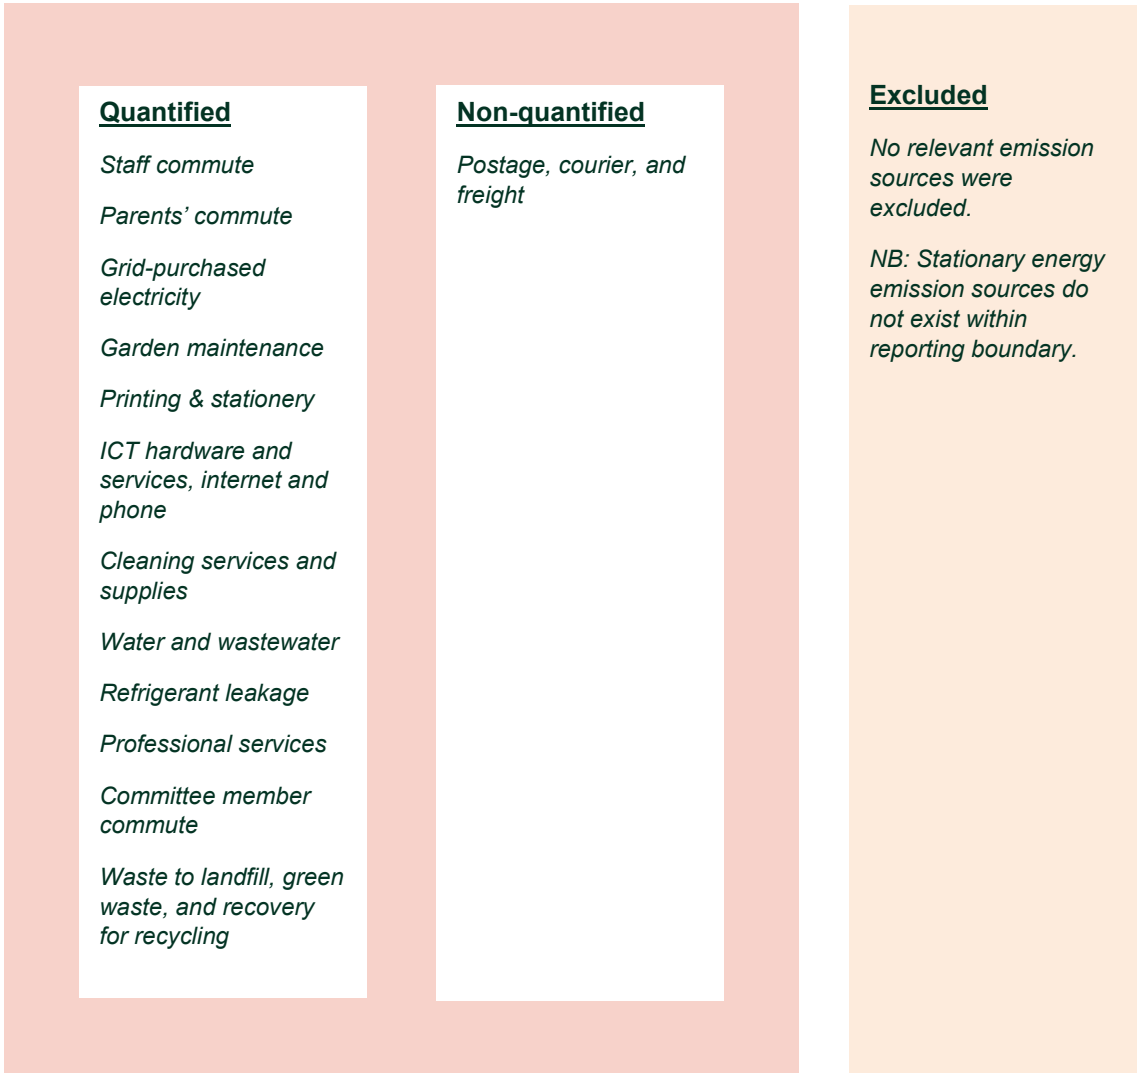 Quantified
Staff commute
Parents’ commute
Grid-purchased
electricity
Garden maintenance
Printing & stationery
ICT hardware and
services, internet and
phone
Cleaning services and
supplies
Water and wastewater
Refrigerant leakage
Professional services
Committee member
commute
Waste to landfill, green
waste, and recovery
for recycling
Non-quantified
Postage, courier, and
freight
Excluded
No relevant emission
sources were
excluded.
NB: Stationary energy
emission sources do
not exist within
reporting boundary.